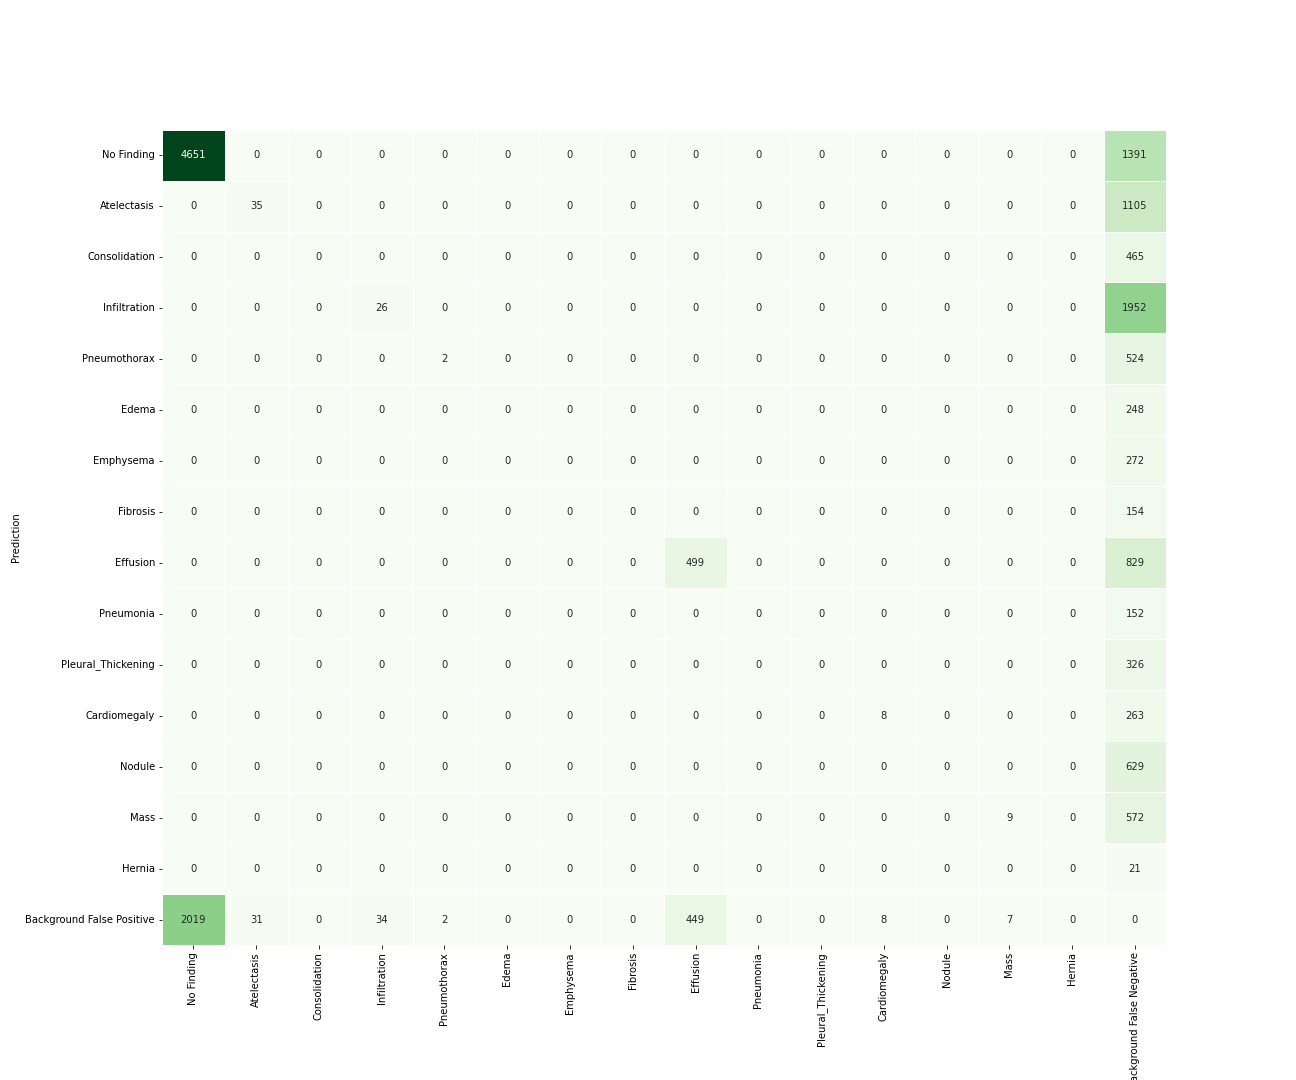 No Finding 4651 0 0 0 0 0 0 0 0 0 0 0 0 0 0 1391
Atelectasis 0 35 0 0 0 0 0 0 0 0 0 0 0 0 0 1105
Consolidation 0 0 0 0 0 0 0 0 0 0 0 0 0 0 0 465
Infiltration 0 0 0 26 0 0 0 0 0 0 0 0 0 0 0 1952
Pneumothorax 0 0 0 0 2 0 0 0 0 0 0 0 0 0 0 524
Edema 0 0 0 0 0 0 0 0 0 0 0 0 0 0 0 248
Emphysema 0 0 0 0 0 0 0 0 0 0 0 0 0 0 0 272
Fibrosis 0 0 0 0 0 0 0 0 0 0 0 0 0 0 0 154
Prediction
Effusion 0 0 0 0 0 0 0 0 499 0 0 0 0 0 0 829
Pneumonia 0 0 0 0 0 0 0 0 0 0 0 0 0 0 0 152
Pleural_Thickening 0 0 0 0 0 0 0 0 0 0 0 0 0 0 0 326
Cardiomegaly 0 0 0 0 0 0 0 0 0 0 0 8 0 0 0 263
Nodule 0 0 0 0 0 0 0 0 0 0 0 0 0 0 0 629
Mass 0 0 0 0 0 0 0 0 0 0 0 0 0 9 0 572
Hernia 0 0 0 0 0 0 0 0 0 0 0 0 0 0 0 21
Background False Positive 2019 31 0 34 2 0 0 0 449 0 0 8 0 7 0 0
No Finding
Atelectasis
Consolidation
Infiltration
Pneumothorax
Edema
Emphysema
Fibrosis
Effusion
Pneumonia
Pleural_Thickening
Cardiomegaly
Nodule
Mass
Hernia
ackground False Negative